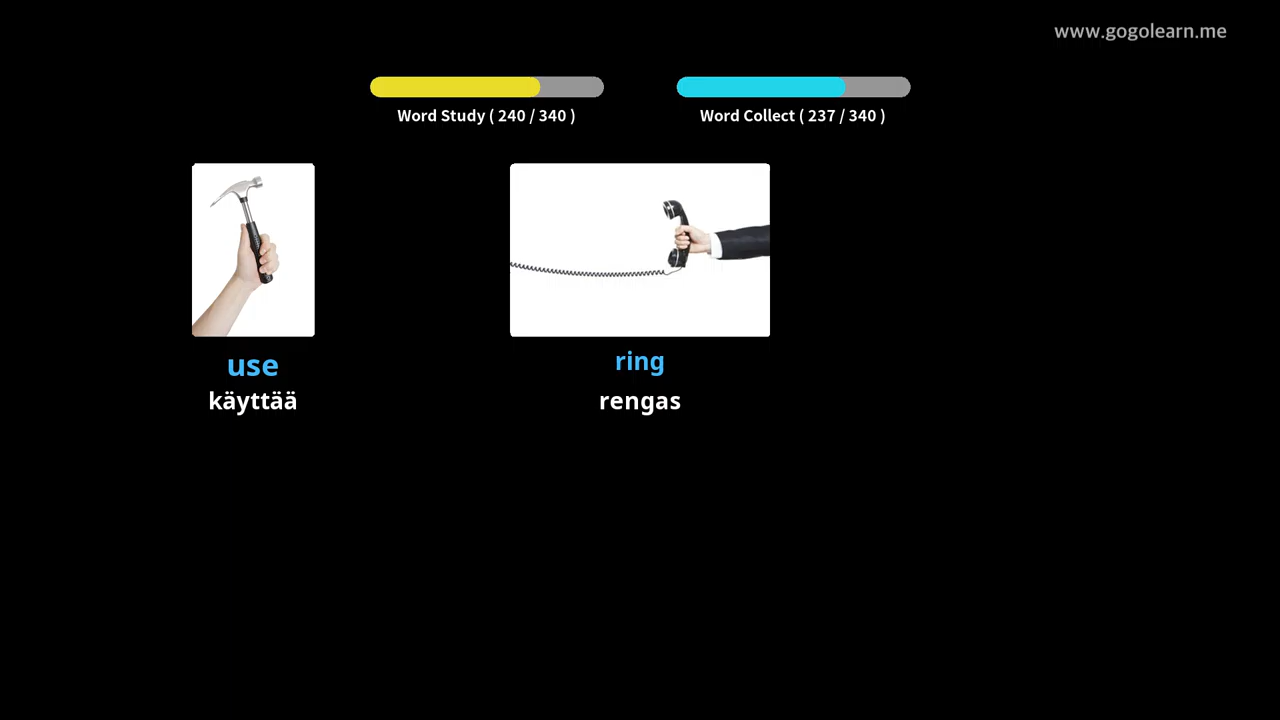 www.gogolearn.me
Word Study ( 240 / 340 )
Word Collect ( 237 / 340 )
use
käyttää
ring
rengas